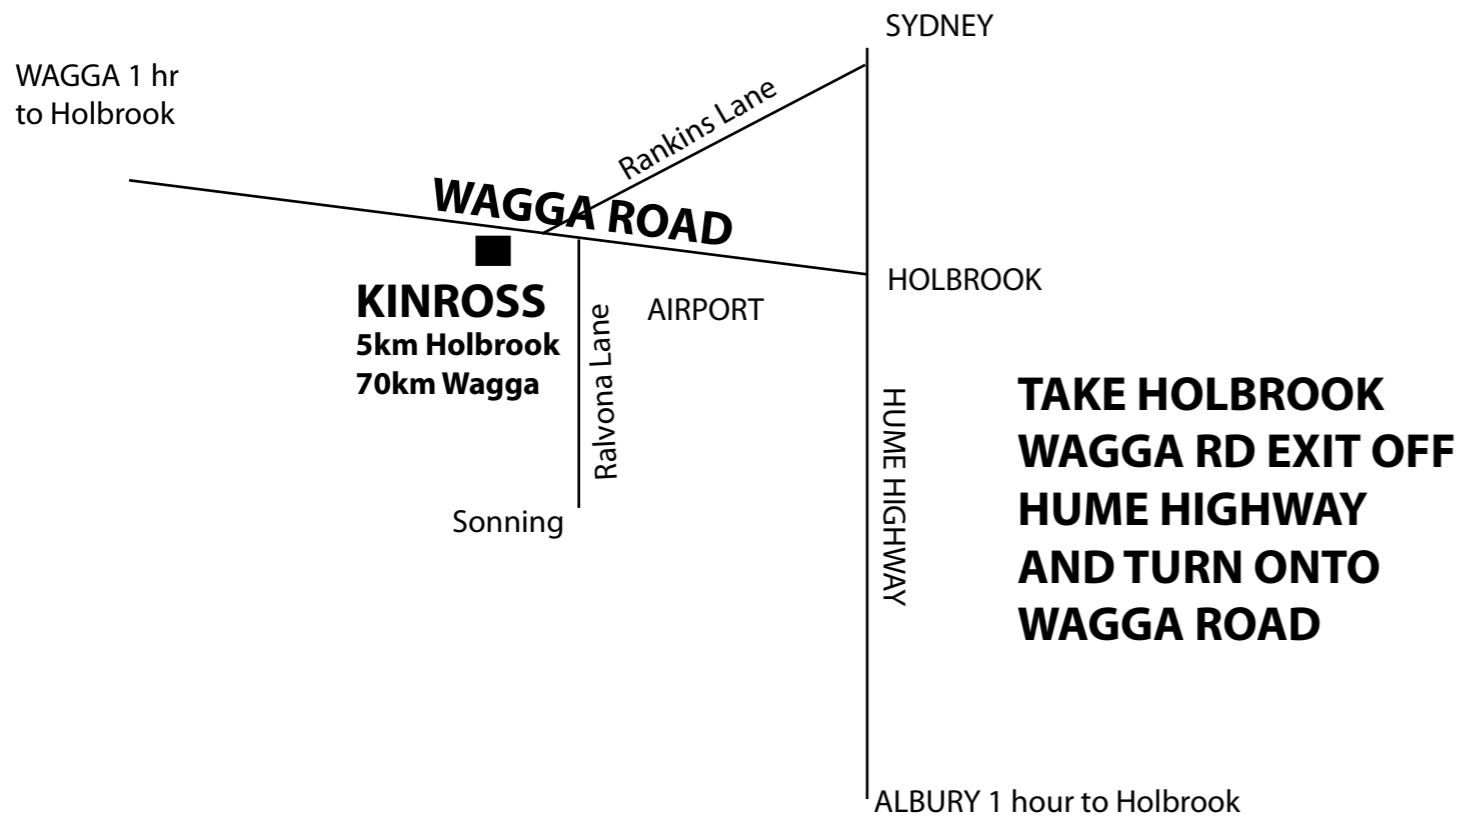 SYDNEY
WAGGA 1 hr
to Holbrook
Rankins Lane
WAGGA ROAD
HOLBROOK
KINROSS
5km Holbrook
70km Wagga
AIRPORT
Ralvona Lane
Sonning
HUME HIGHWAY
TAKE HOLBROOK
WAGGA RD EXIT OFF
HUME HIGHWAY
AND TURN ONTO
WAGGA ROAD
ALBURY 1 hour to Holbrook